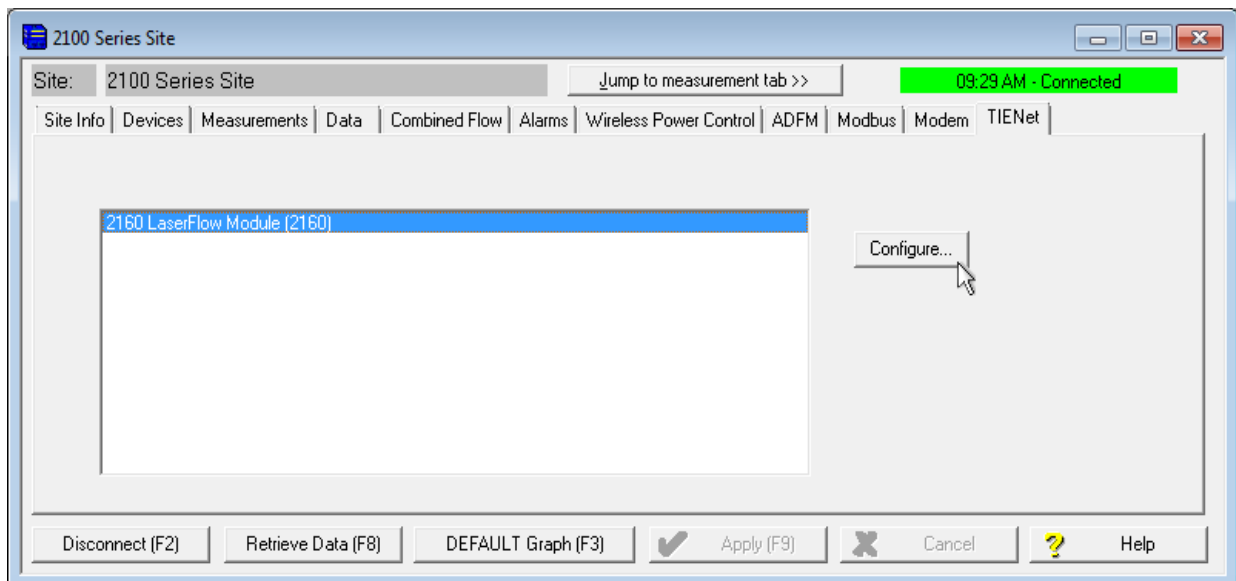 2100 Series Site
Site: 2100 Series Site Jump to measurement tab >> 09:29 AM - Connected
Site Info Devices Measurements Data Combined Flow Alarms Wireless Power Control ADFM Modbus Modem TIENet
2160 LaserFlow Module (2160)
Configure...
Disconnect (F2) Retrieve Data (F8) DEFAULT Graph (F3) Apply (F9) Cancel Help